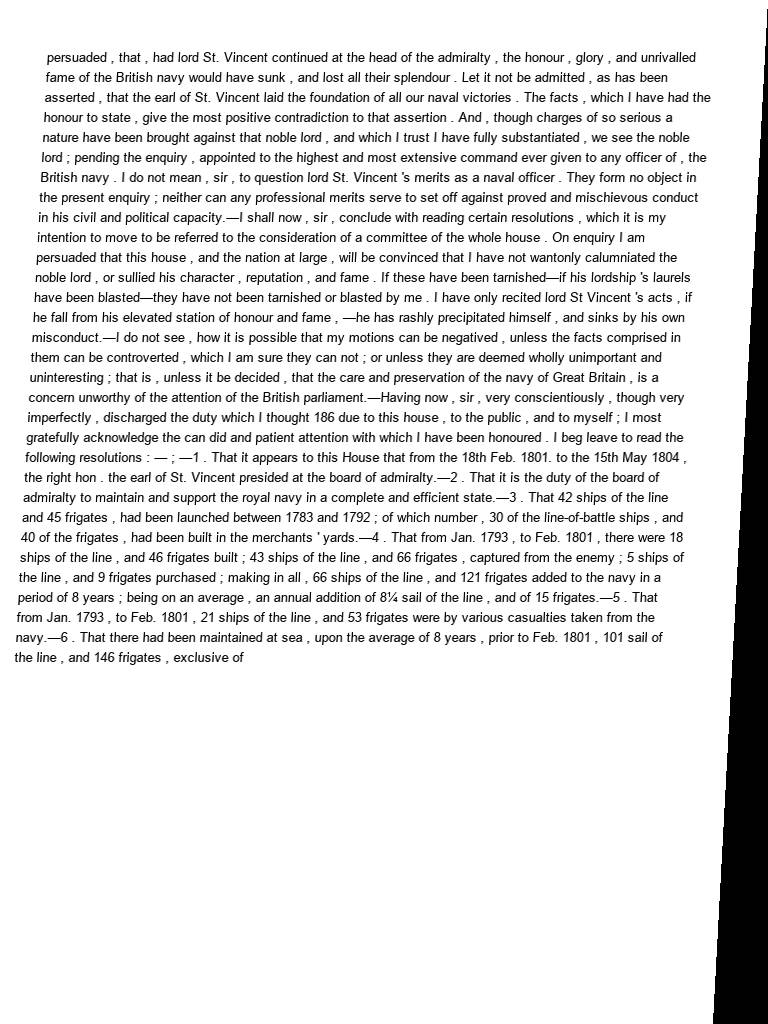 persuaded , that , had lord St. Vincent continued at the head of the admiralty , the honour , glory , and unrivalled
fame of the British navy would have sunk , and lost all their splendour . Let it not be admitted , as has been
asserted , that the earl of St. Vincent laid the foundation of all our naval victories . The facts , which I have had the
honour to state , give the most positive contradiction to that assertion . And , though charges of so serious a
nature have been brought against that noble lord , and which I trust I have fully substantiated , we see the noble
lord ; pending the enquiry , appointed to the highest and most extensive command ever given to any officer of , the
British navy . I do not mean , sir , to question lord St. Vincent 's merits as a naval officer . They form no object in
the present enquiry ; neither can any professional merits serve to set off against proved and mischievous conduct
in his civil and political capacity.—I shall now , sir , conclude with reading certain resolutions , which it is my
intention to move to be referred to the consideration of a committee of the whole house . On enquiry I am
persuaded that this house , and the nation at large , will be convinced that I have not wantonly calumniated the
noble lord , or sullied his character , reputation , and fame . If these have been tarnished—if his lordship 's laurels
have been blasted—they have not been tarnished or blasted by me . I have only recited lord St Vincent 's acts , if
he fall from his elevated station of honour and fame , —he has rashly precipitated himself , and sinks by his own
misconduct.—I do not see , how it is possible that my motions can be negatived , unless the facts comprised in
them can be controverted , which I am sure they can not ; or unless they are deemed wholly unimportant and
uninteresting ; that is , unless it be decided , that the care and preservation of the navy of Great Britain , is a
concern unworthy of the attention of the British parliament.—Having now , sir , very conscientiously , though very
imperfectly , discharged the duty which I thought 186 due to this house , to the public , and to myself ; I most
gratefully acknowledge the can did and patient attention with which I have been honoured . I beg leave to read the
following resolutions : — ; —1 . That it appears to this House that from the 18th Feb. 1801. to the 15th May 1804 ,
the right hon . the earl of St. Vincent presided at the board of admiralty.—2 . That it is the duty of the board of
admiralty to maintain and support the royal navy in a complete and efficient state.—3 . That 42 ships of the line
and 45 frigates , had been launched between 1783 and 1792 ; of which number , 30 of the line-of-battle ships , and
40 of the frigates , had been built in the merchants ' yards.—4 . That from Jan. 1793 , to Feb. 1801 , there were 18
ships of the line , and 46 frigates built ; 43 ships of the line , and 66 frigates , captured from the enemy ; 5 ships of
the line , and 9 frigates purchased ; making in all , 66 ships of the line , and 121 frigates added to the navy in a
period of 8 years ; being on an average , an annual addition of 8¼ sail of the line , and of 15 frigates.—5 . That
from Jan. 1793 , to Feb. 1801 , 21 ships of the line , and 53 frigates were by various casualties taken from the
navy.—6 . That there had been maintained at sea , upon the average of 8 years , prior to Feb. 1801 , 101 sail of
the line , and 146 frigates , exclusive of